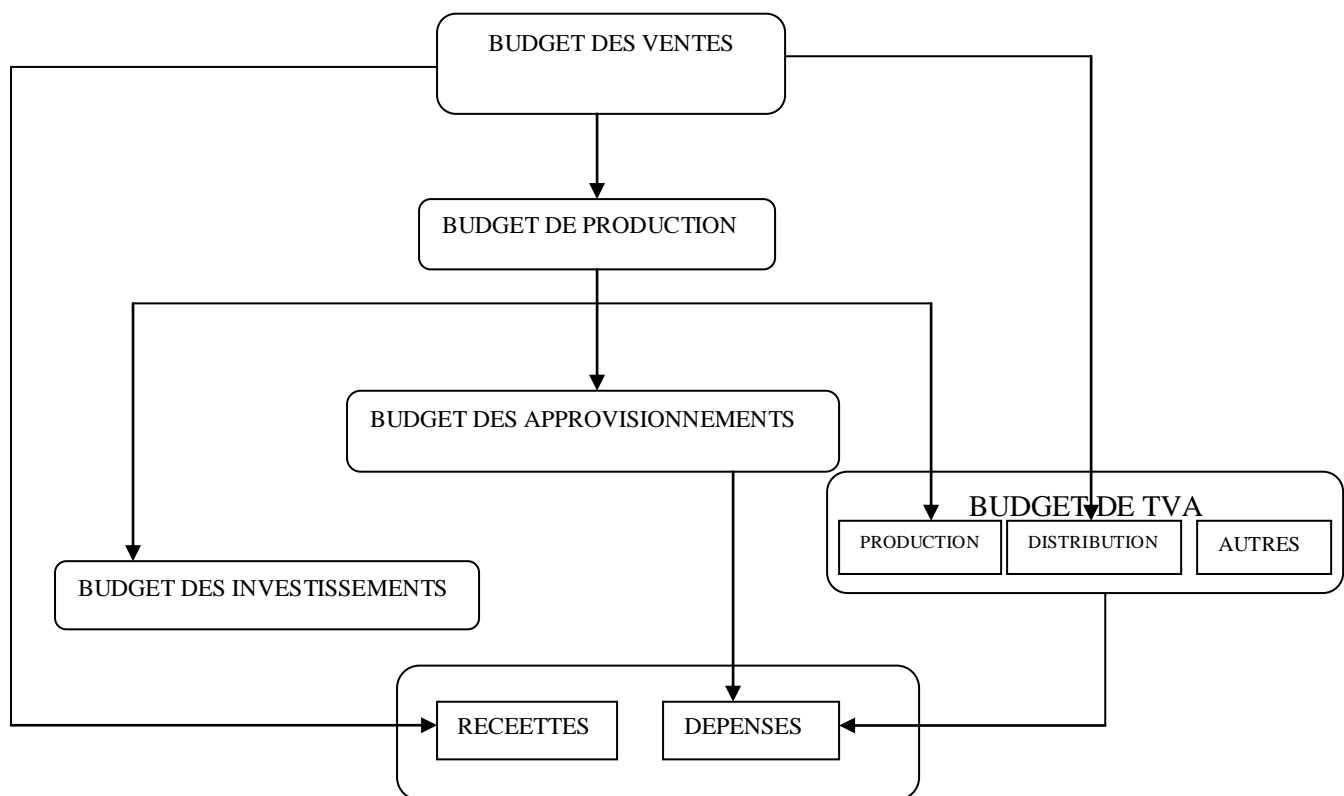 BUDGET DES VENTES
BUDGET DE PRODUCTION
BUDGET DES APPROVISIONNEMENTS
BUDGET DE TVA
PRODUCTION
DISTRIBUTION
AUTRES
BUDGET DES INVESTISSEMENTS
RECEETTES
DEPENSES